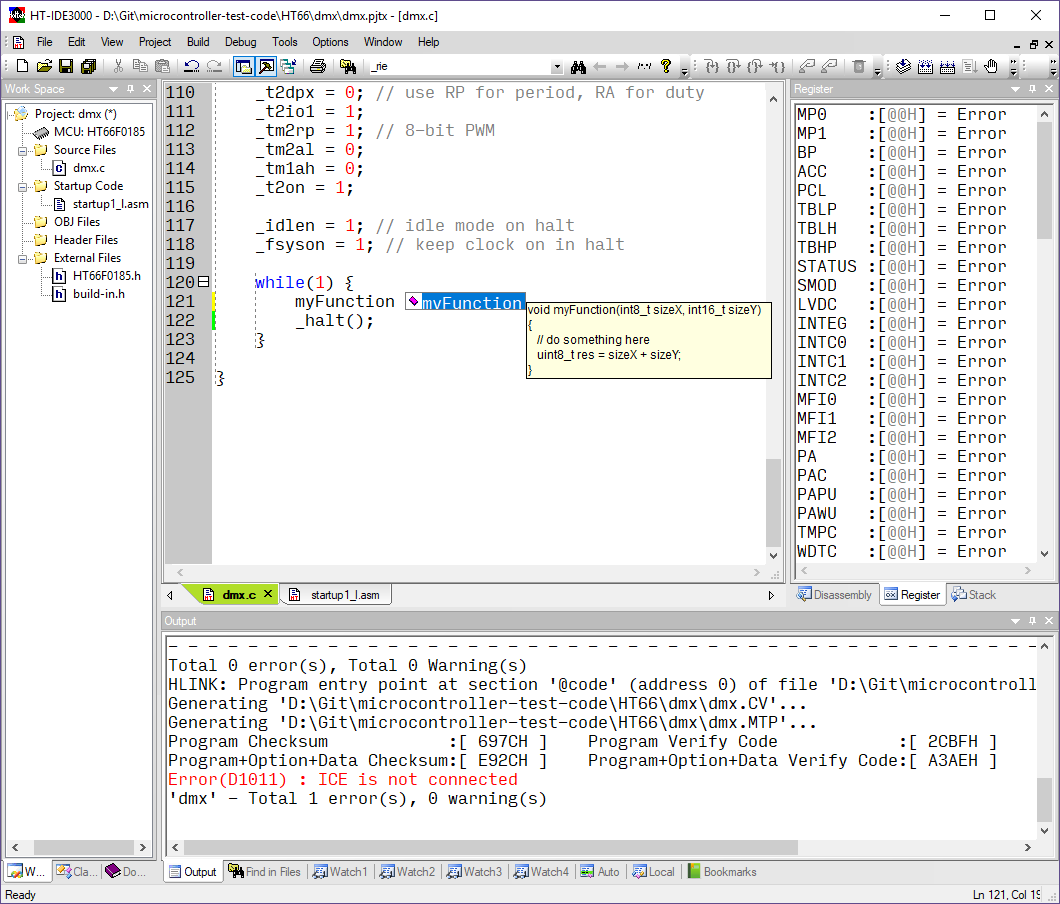 HT-IDE3000 - D:\Git\microcontroller-test-code\HT66\dmx\dmx.pjtx - [dmx.c]
File Edit View Project Build Debug Tools Options Window Help
_rie
Work Space
Project: dmx (*)
MCU: HT66F0185
Source Files
dmx.c
Startup Code
startup1_l.asm
OBJ Files
Header Files
External Files
HT66F0185.h
build-in.h
110 _t2dpx = 0; // use RP for period, RA for duty
111 _t2io1 = 1;
112 _tm2rp = 1; // 8-bit PWM
113 _tm2al = 0;
114 _tm1ah = 0;
115 _t2on = 1;
116
117 _idlen = 1; // idle mode on halt
118 _fsyson = 1; // keep clock on in halt
119
120 while(1) {
121 myFunction
122 _halt();
123 }
124
125 }
myFunction
void myFunction(int8_t sizeX, int16_t sizeY)
{
// do something here
uint8_t res = sizeX + sizeY;
}
dmx.c startup1_l.asm
Register
MP0 :[@@H] = Error
MP1 :[@@H] = Error
BP :[@@H] = Error
ACC :[@@H] = Error
PCL :[@@H] = Error
TBLP :[@@H] = Error
TBLH :[@@H] = Error
TBHP :[@@H] = Error
STATUS :[@@H] = Error
SMOD :[@@H] = Error
LVDC :[@@H] = Error
INTEG :[@@H] = Error
INTC0 :[@@H] = Error
INTC1 :[@@H] = Error
INTC2 :[@@H] = Error
MFI0 :[@@H] = Error
MFI1 :[@@H] = Error
MFI2 :[@@H] = Error
PA :[@@H] = Error
PAC :[@@H] = Error
PAPU :[@@H] = Error
PAWU :[@@H] = Error
TMPC :[@@H] = Error
WDTC :[@@H] = Error
Disassembly Register Stack
Output
- - - - - - - - - - - - - - - - - - - - - - - - - - - - - - - - - - - - - - - - - - - -
Total 0 error(s), Total 0 Warning(s)
HLINK: Program entry point at section '@code' (address 0) of file 'D:\Git\microcontroll
Generating 'D:\Git\microcontroller-test-code\HT66\dmx\dmx.CV'...
Generating 'D:\Git\microcontroller-test-code\HT66\dmx\dmx.MTP'...
Program Checksum :[ 697CH ] Program Verify Code :[ 2CBFH ]
Program+Option+Data Checksum:[ E92CH ] Program+Option+Data Verify Code:[ A3AEH ]
Error(D1011) : ICE is not connected
'dmx' - Total 1 error(s), 0 warning(s)
W... Cla... Do...
Output Find in Files Watch1 Watch2 Watch3 Watch4 Auto Local Bookmarks
Ready
Ln 121, Col 19